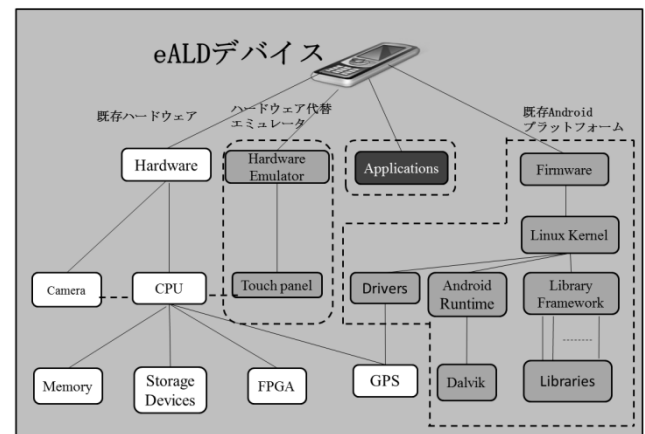 eALDデバイス
既存ハードウェア
ハードウェア代替
エミュレータ
既存Android
プラットフォーム
Hardware
Hardware
Emulator
Applications
Firmware
Linux Kernel
Camera
CPU
Touch panel
Drivers
Android
Runtime
Library
Framework
Memory
Storage
Devices
FPGA
GPS
Dalvik
Libraries